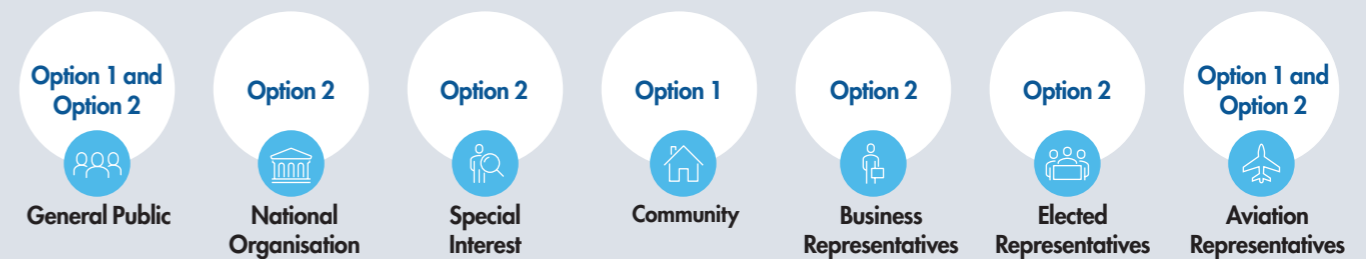 Option 1 and
Option 2
General Public
Option 2
National
Organisation
Option 2
Special
Interest
Option 1
Community
Option 2
Business
Representatives
Option 2
Elected
Representatives
Option 1 and
Option 2
Aviation
Representatives